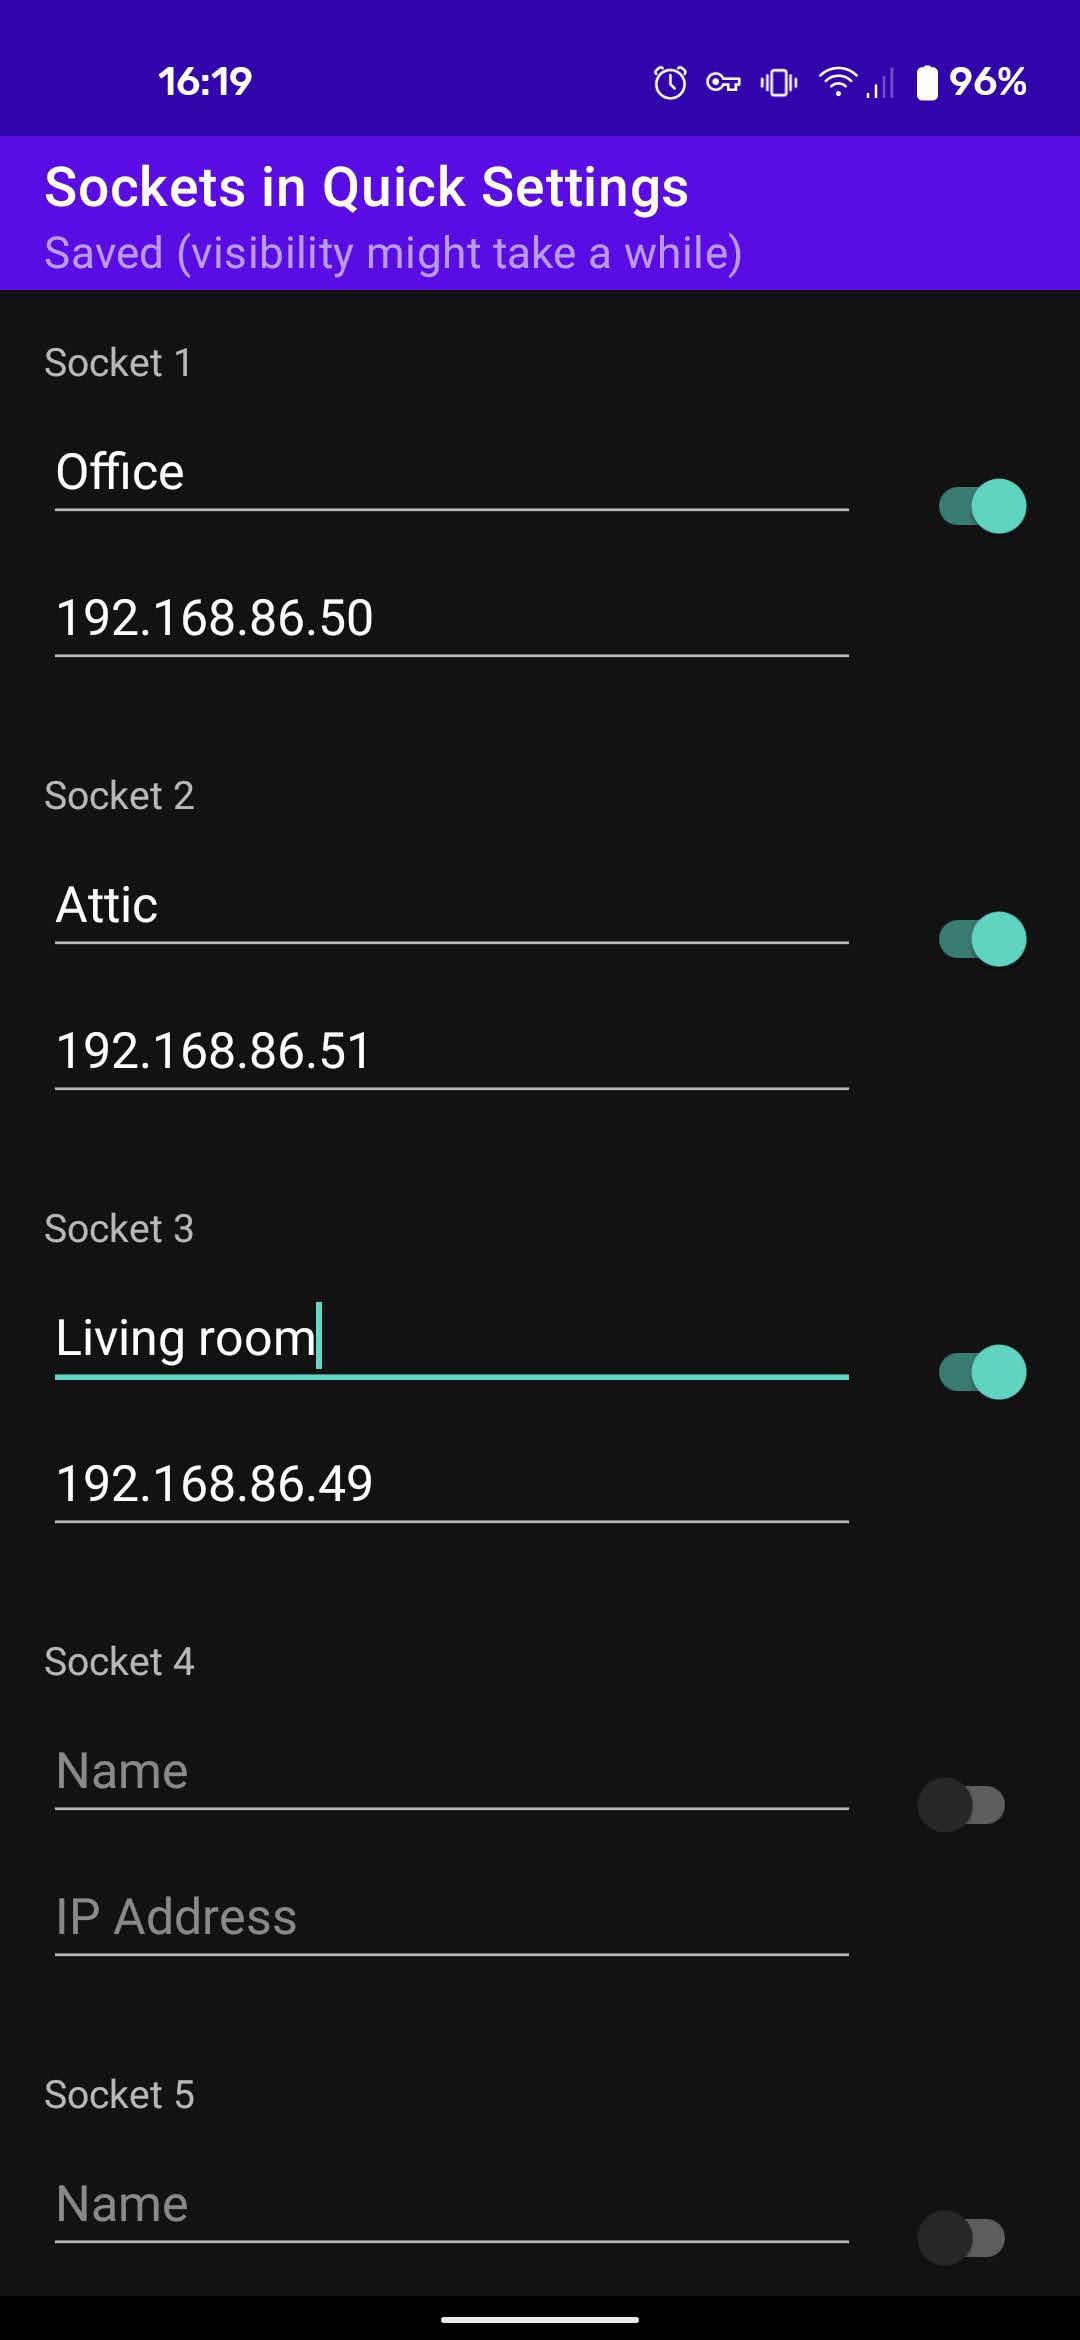 16:19
96%
Sockets in Quick Settings
Saved (visibility might take a while)
Socket 1
Office
192.168.86.50
Socket 2
Attic
192.168.86.51
Socket 3
Living room
192.168.86.49
Socket 4
Name
IP Address
Socket 5
Name